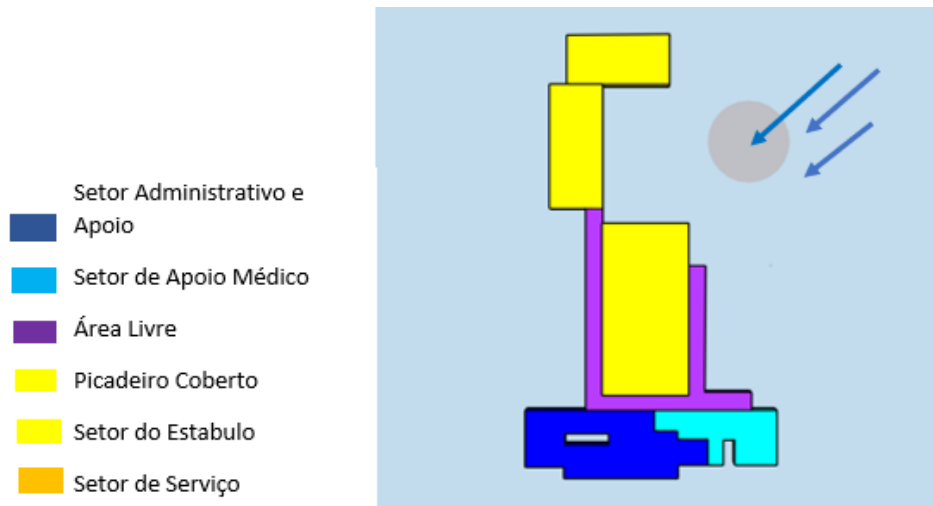 Setor Administrativo e
Apoio
Setor de Apoio Médico
Área Livre
Picadeiro Coberto
Setor do Estabulo
Setor de Serviço